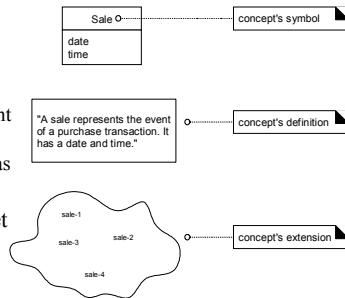 Sale
concept's symbol
date
time
"A sale represents the event
of a purchase transaction. It
has a date and time."
concept's definition
sale-1
sale-3
sale-2
sale-4
concept's extension